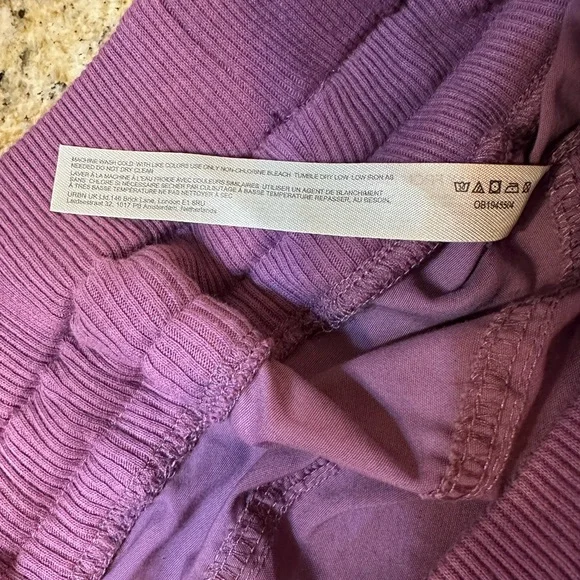 MACHINE WASH COLD WITH LIKE COLORS USE ONLY NON-CHLORINE BLEACH TUMBLE DRY LOW LOW IRON AS
NEEDED DO NOT DRY CLEAN
LAVER À LA MACHINE À L'EAU FROIDE AVEC COULEURS SIMILAIRES. UTILISER UN AGENT DE BLANCHIMENT
SANS CHLORE SI NÉCESSAIRE SÉCHER PAR CULBUTAGE À BASSE TEMPÉRATURE REPASSER, AU BESOIN,
À TRÈS BASSE TEMPÉRATURE NE PAS NETTOYER À SEC
URBN UK Ltd.146 Brick Lane, London E1 6RU
Leidsestraat 32, 1017 PB Amsterdam, Netherlands
OB1945504